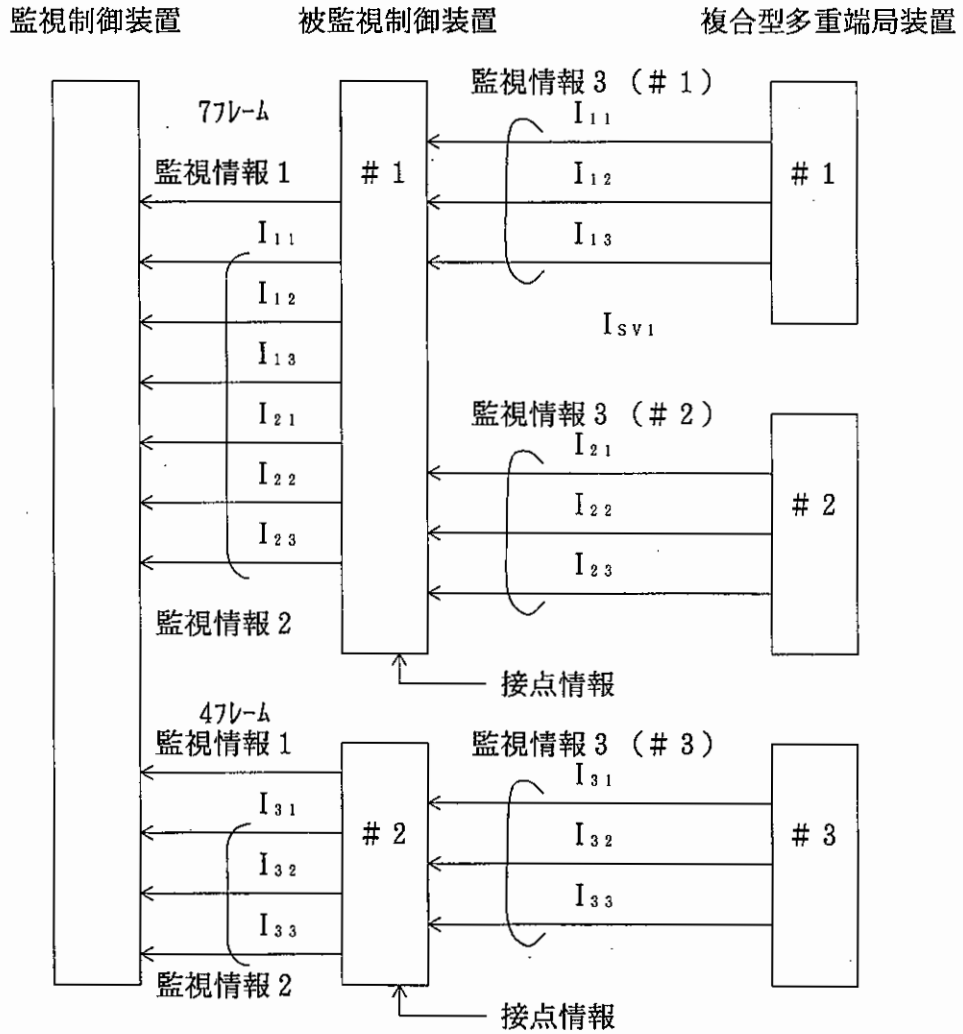 監視制御装置
被監視制御装置
複合型多重端局装置
監視情報3(#1)
7フレーム
I₁₁
監視情報1
#1
I₁₂
#1
I₁₁
I₁₃
I₁₂
I₁₃
I_SV1
I₂₁
監視情報3(#2)
I₂₁
I₂₂
I₂₂
#2
I₂₃
I₂₃
監視情報2
接点情報
4フレーム
監視情報1
監視情報3(#3)
I₃₁
I₃₁
#2
I₃₂
#3
I₃₂
I₃₃
I₃₃
監視情報2
接点情報